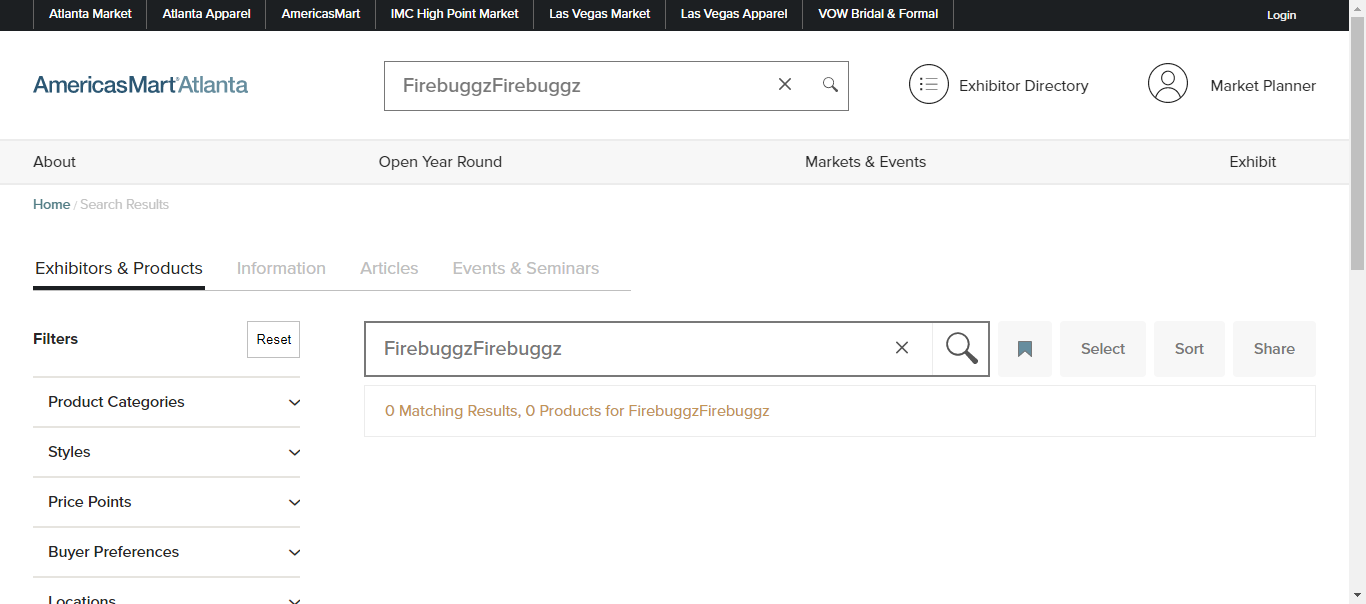 Atlanta Market
Atlanta Apparel
AmericasMart
IMC High Point Market
Las Vegas Market
Las Vegas Apparel
VOW Bridal & Formal
Login
AmericasMart®Atlanta
FirebuggzFirebuggz
Exhibitor Directory
Market Planner
About
Open Year Round
Markets & Events
Exhibit
Home / Search Results
Exhibitors & Products
Information
Articles
Events & Seminars
Filters
Reset
FirebuggzFirebuggz
Select
Sort
Share
0 Matching Results, 0 Products for FirebuggzFirebuggz
Product Categories
Styles
Price Points
Buyer Preferences
Locations